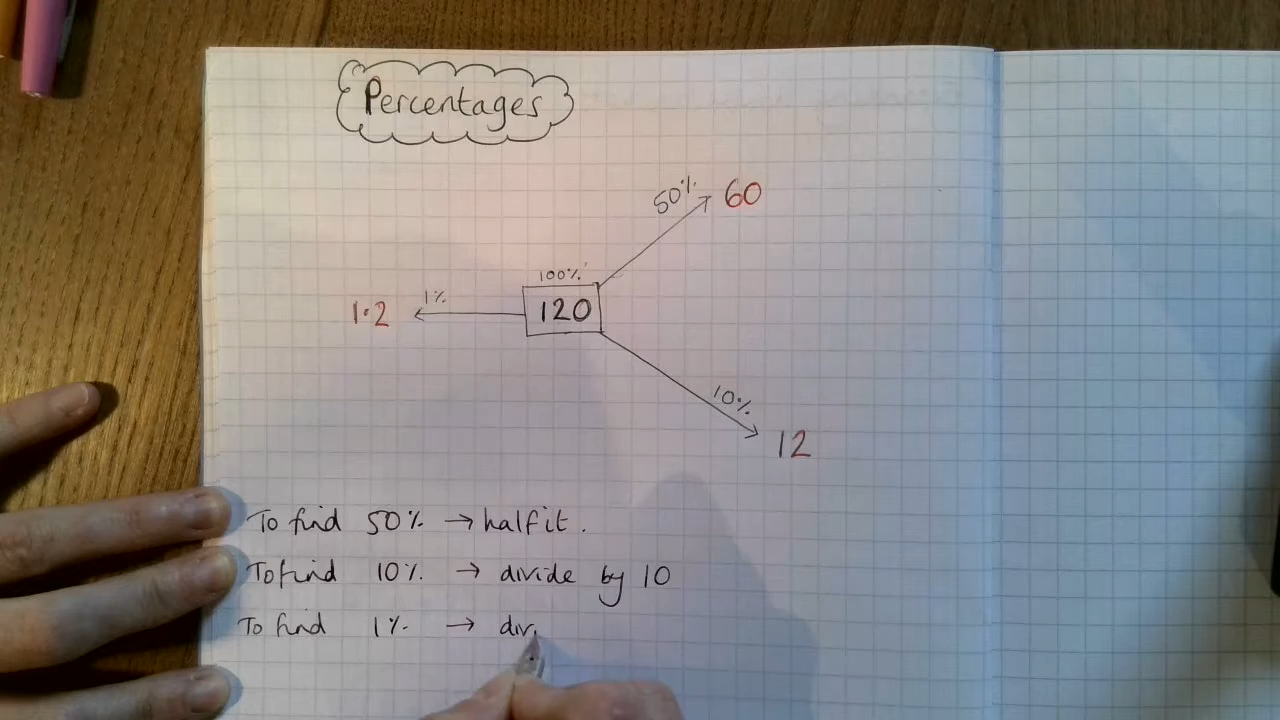 Percentages
50% 60
100%
1.2 1% 120
10%
12
To find 50% → half it.
To find 10% → divide by 10
To find 1% → div